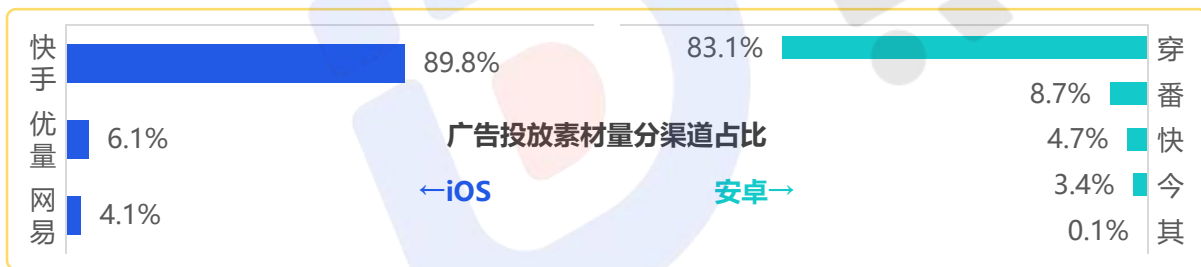 快手
89.8%
优量
6.1%
网易
4.1%
广告投放素材量分渠道占比
←iOS
安卓→
83.1%
穿
8.7%
番
4.7%
快
3.4%
今
0.1%
其